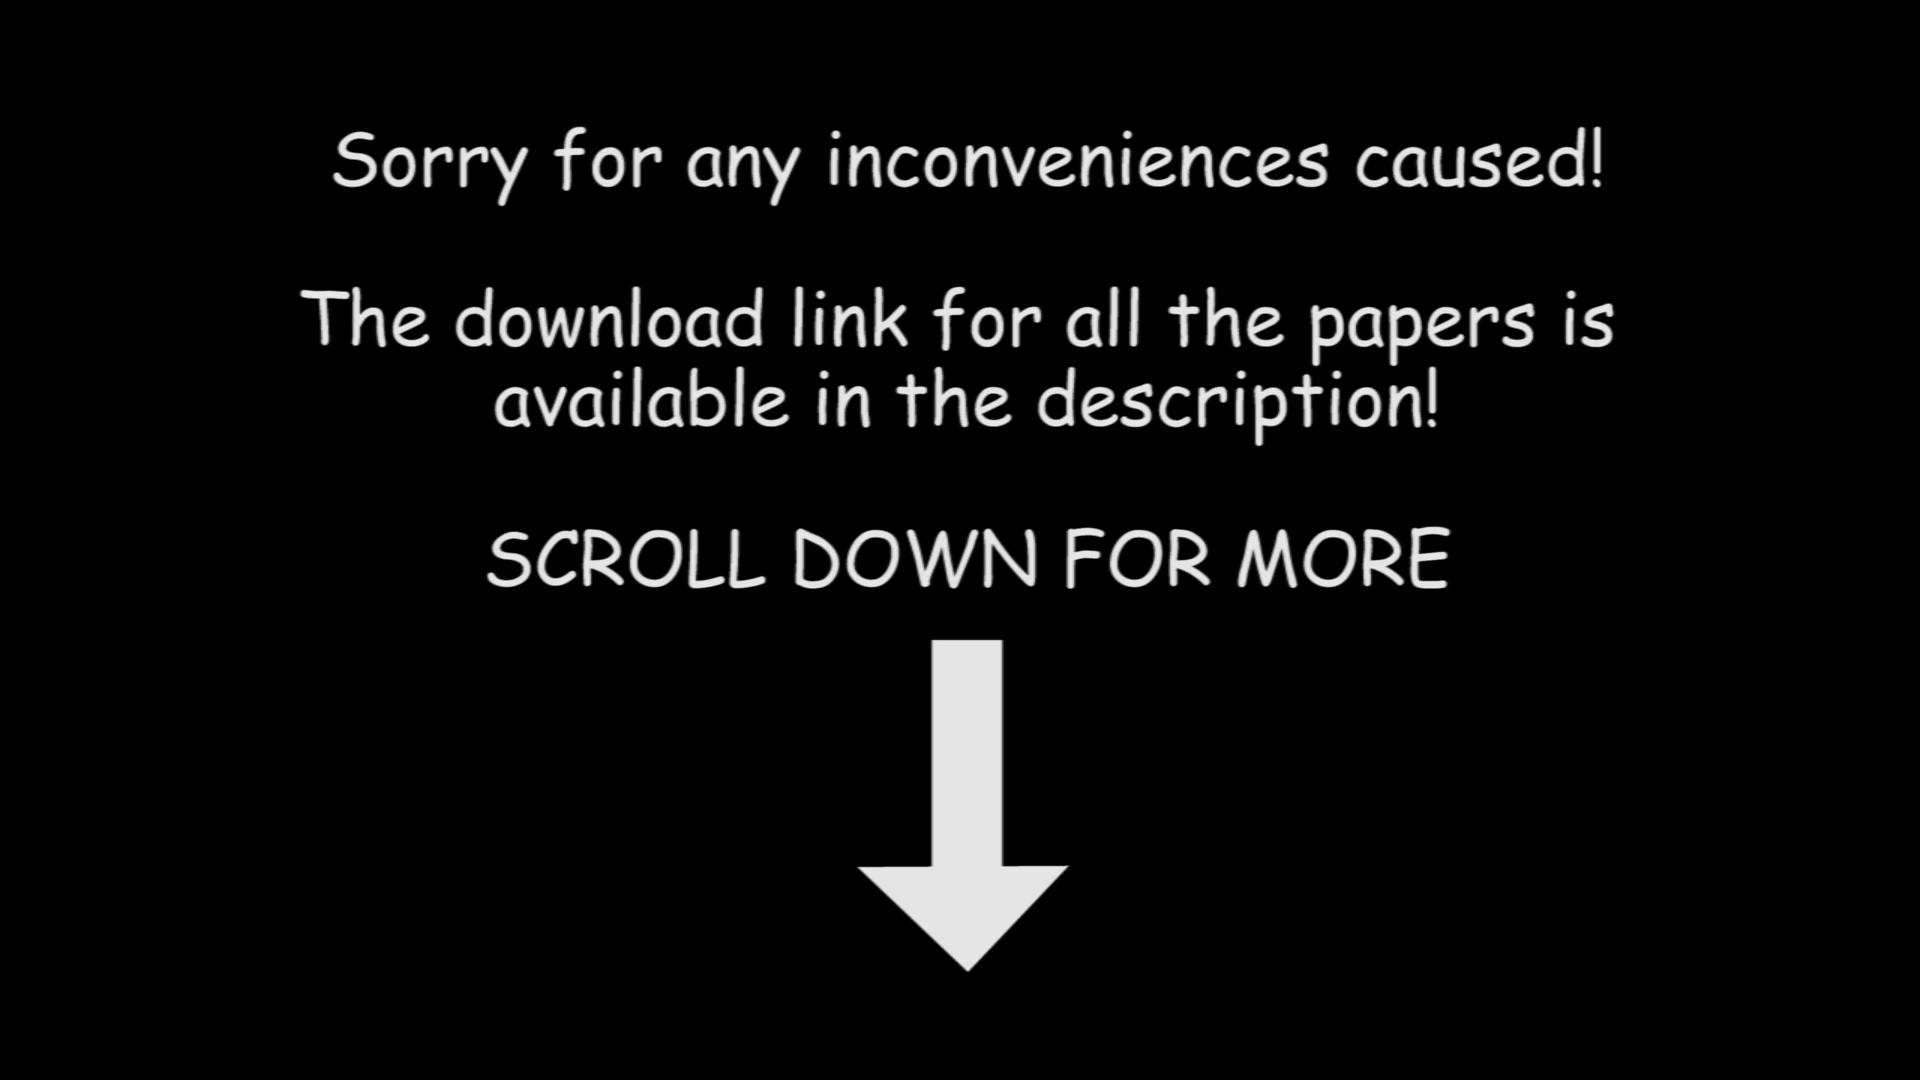 Sorry for any inconveniences caused!
The download link for all the papers is
available in the description!
SCROLL DOWN FOR MORE